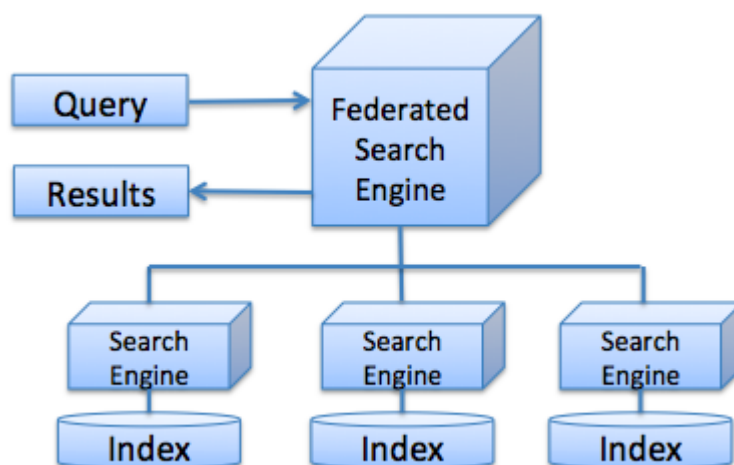 Query
Results
Federated
Search
Engine
Search
Engine
Search
Engine
Search
Engine
Index
Index
Index